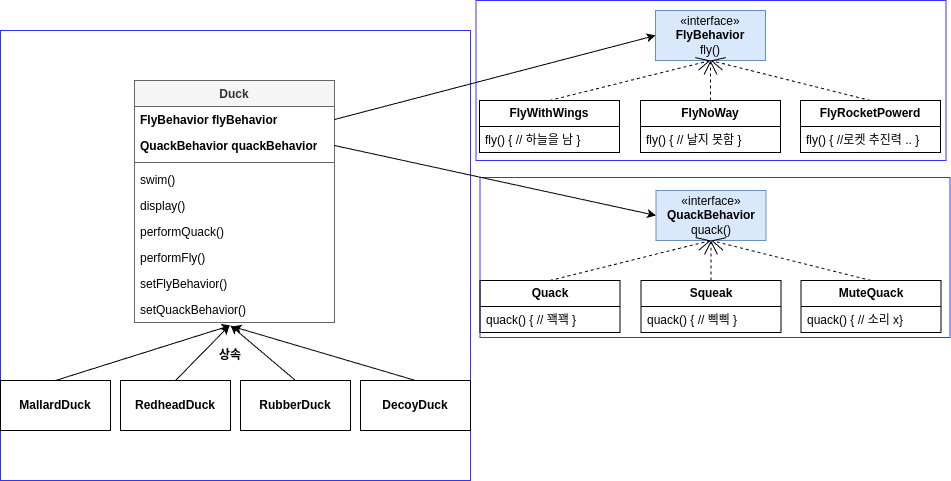 Duck
FlyBehavior flyBehavior
QuackBehavior quackBehavior
swim()
display()
performQuack()
performFly()
setFlyBehavior()
setQuackBehavior()
상속
MallardDuck
RedheadDuck
RubberDuck
DecoyDuck
«interface»
FlyBehavior
fly()
FlyWithWings
fly() { // 하늘을 남 }
FlyNoWay
fly() { // 날지 못함 }
FlyRocketPowerd
fly() { //로켓 추진력 .. }
«interface»
QuackBehavior
quack()
Quack
quack() { // 꽥꽥 }
Squeak
quack() { // 삑삑 }
MuteQuack
quack() { // 소리 x}